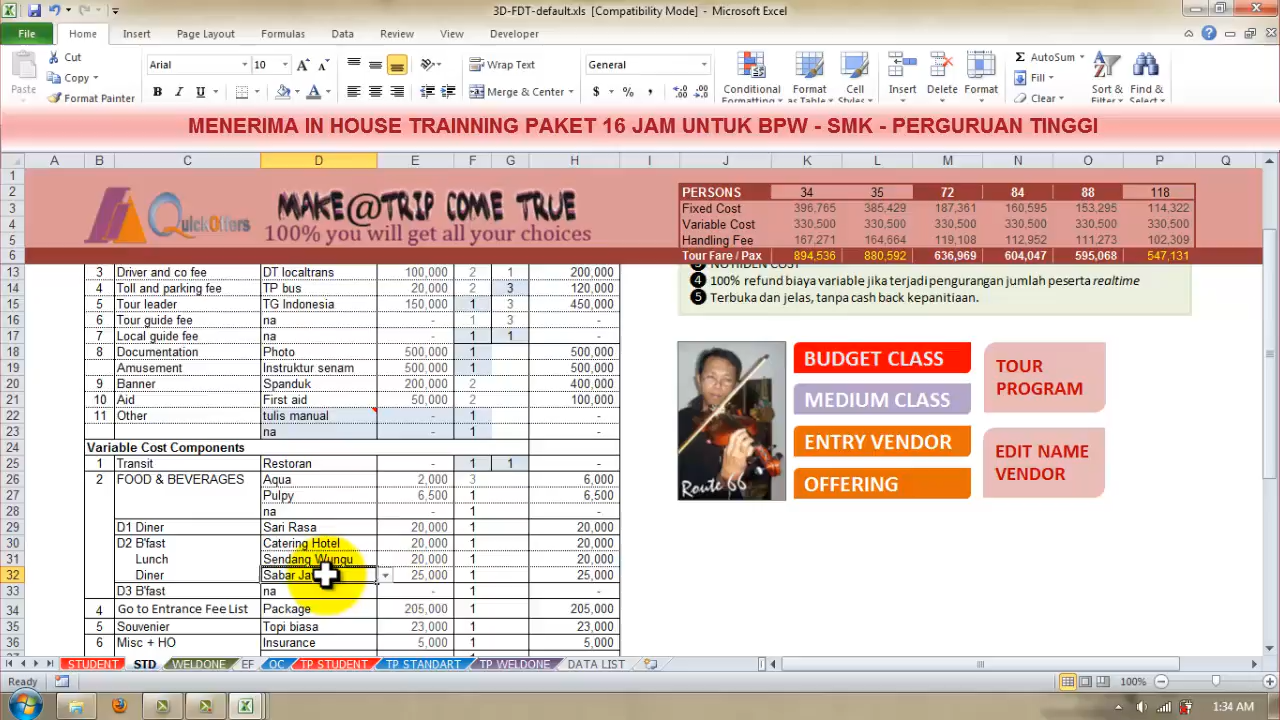 3D-FDT-default.xls [Compatibility Mode] - Microsoft Excel
File Home Insert Page Layout Formulas Data Review View Developer
Cut Arial 10 Wrap Text General AutoSum
Paste Copy Conditional Format Cell Insert Delete Format Fill Sort & Find &
Format Painter B I U Merge & Center $ % , Formatting as Table Styles Clear Filter Select
MENERIMA IN HOUSE TRAINNING PAKET 16 JAM UNTUK BPW - SMK - PERGURUAN TINGGI
A B C D E F G H I J K L M N O P Q
1
2 QuickOffers MAKE@TRIP COME TRUE PERSONS 34 35 72 84 88 118
3 Fixed Cost 396,765 385,429 187,361 160,595 153,295 114,322
4 100% you will get all your choices Variable Cost 330,500 330,500 330,500 330,500 330,500 330,500
5 Handling Fee 167,271 164,664 119,108 112,952 111,273 102,309
6 Tour Fare / Pax 894,536 880,592 636,969 604,047 595,068 547,131
13 3 Driver and co fee DT localtrans 100,000 2 1 200,000
14 4 Toll and parking fee TP bus 20,000 2 3 120,000
15 5 Tour leader TG Indonesia 150,000 1 3 450,000
16 6 Tour guide fee na - 1 3 -
17 7 Local guide fee na - 1 1 -
18 8 Documentation Photo 500,000 1 500,000
19 Amusement Instruktur senam 500,000 1 500,000
20 9 Banner Spanduk 200,000 2 400,000
21 10 Aid First aid 50,000 2 100,000
22 11 Other tulis manual - 1 -
23 na - 1 -
24 Variable Cost Components
25 1 Transit Restoran - 1 1 -
26 2 FOOD & BEVERAGES Aqua 2,000 3 6,000
27 Pulpy 6,500 1 6,500
28 na - 1 -
29 D1 Diner Sari Rasa 20,000 1 20,000
30 D2 B'fast Catering Hotel 20,000 1 20,000
31 Lunch Sendang Wungu 20,000 1 20,000
32 Diner Sabar 25,000 1 25,000
33 D3 B'fast na - 1 -
34 4 Go to Entrance Fee List Package 205,000 1 205,000
35 5 Souvenier Topi biasa 23,000 1 23,000
36 6 Misc + HO Insurance 5,000 1 5,000
3 NO HIDEN COST
4 100% refund biaya variable jika terjadi pengurangan jumlah peserta realtime
5 Terbuka dan jelas, tanpa cash back kepanitiaan.
Route 66
BUDGET CLASS
MEDIUM CLASS
ENTRY VENDOR
OFFERING
TOUR
PROGRAM
EDIT NAME
VENDOR
STUDENT STD WELDONE EF OC TP STUDENT TP STANDART TP WELDONE DATA LIST
Ready 100%
1:34 AM